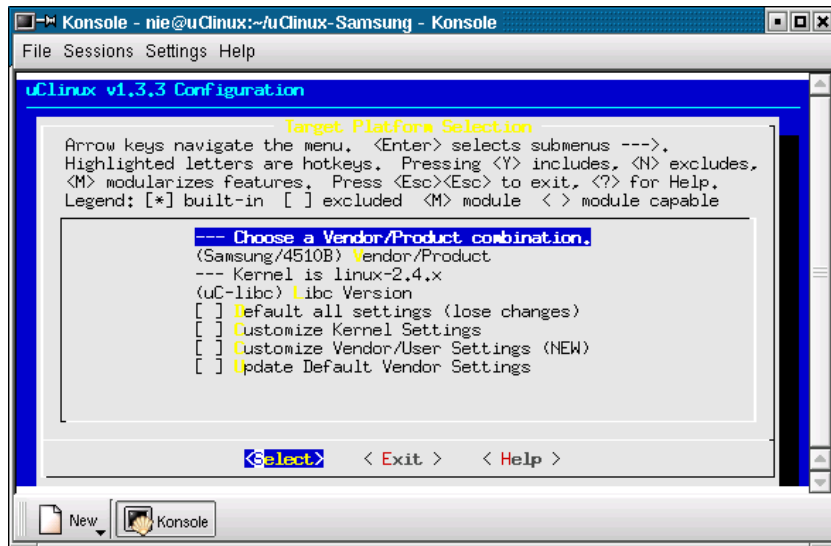 Konsole - nie@uClinux:~/uClinux-Samsung - Konsole
File Sessions Settings Help
uClinux v1.3.3 Configuration
Target Platform Selection
Arrow keys navigate the menu. <Enter> selects submenus --->.
Highlighted letters are hotkeys. Pressing <Y> includes, <N> excludes,
<M> modularizes features. Press <Esc><Esc> to exit, <?> for Help.
Legend: [*] built-in [ ] excluded <M> module < > module capable
--- Choose a Vendor/Product combination.
(Samsung/4510B) Vendor/Product
--- Kernel is linux-2.4.x
(uC-libc) Libc Version
[ ] Default all settings (lose changes)
[ ] Customize Kernel Settings
[ ] Customize Vendor/User Settings (NEW)
[ ] Update Default Vendor Settings
<Select> < Exit > < Help >
New Konsole